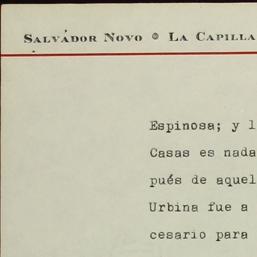 SALVADOR NOVO ® LA CAPILLA
Espinosa; y l
Casas es nada
pués de aquel
Urbina fue a
cesario para